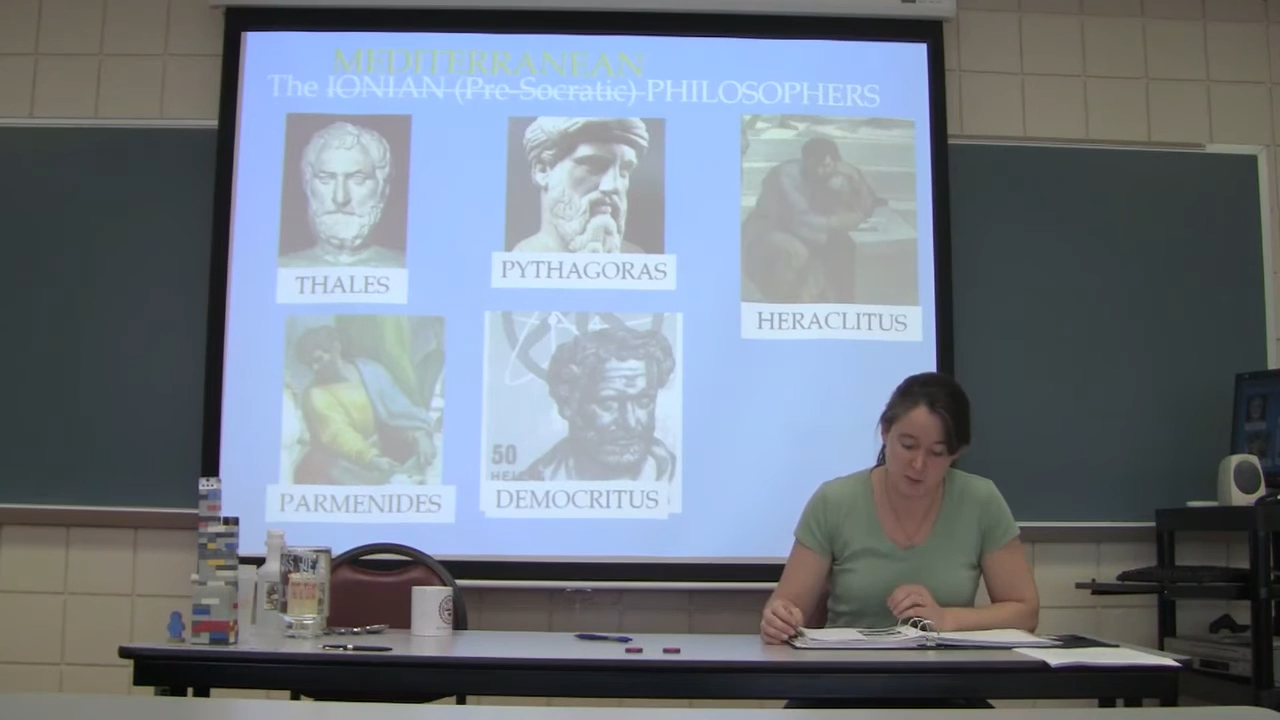 MEDITERRANEAN
The IONIAN (Pre-Socratic) PHILOSOPHERS
THALES
PYTHAGORAS
HERACLITUS
50
PARMENIDES
DEMOCRITUS